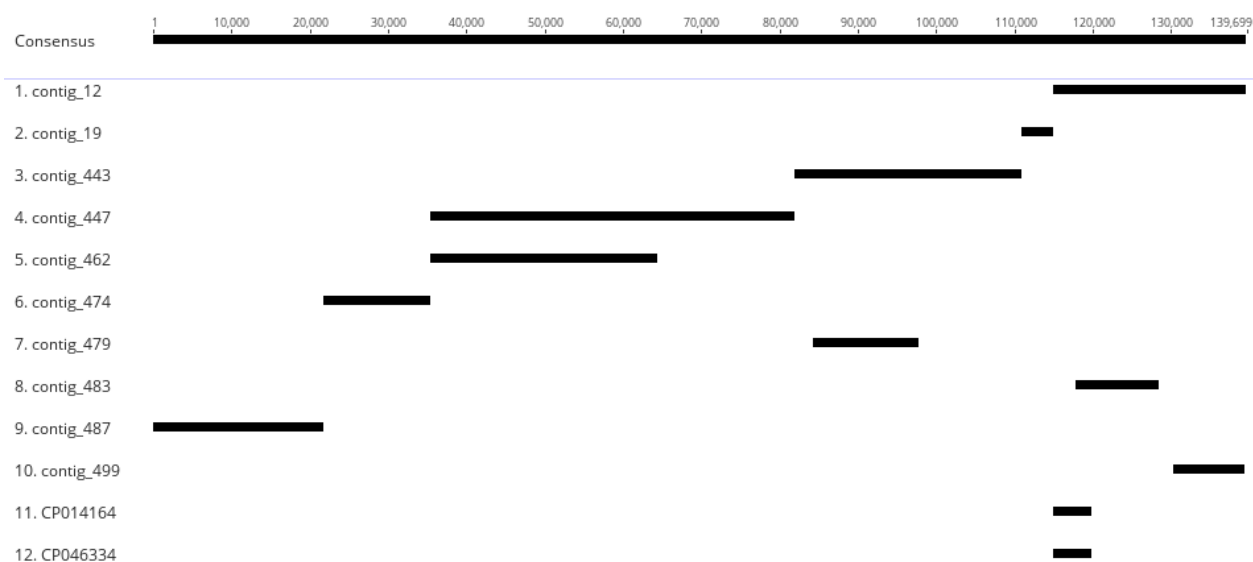 1 10,000 20,000 30,000 40,000 50,000 60,000 70,000 80,000 90,000 100,000 110,000 120,000 130,000 139,699
Consensus
1. contig_12
2. contig_19
3. contig_443
4. contig_447
5. contig_462
6. contig_474
7. contig_479
8. contig_483
9. contig_487
10. contig_499
11. CP014164
12. CP046334